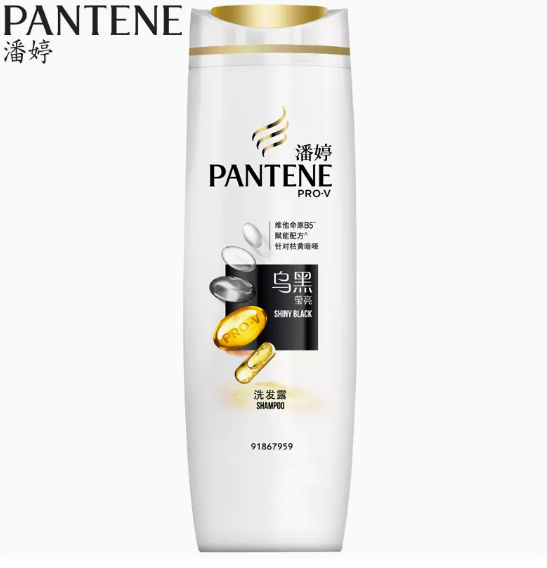 PANTENE
潘婷
潘婷
PANTENE
PRO-V
维他命原B5
赋能配方^
针对枯黄暗哑
乌黑
莹亮
SHINY BLACK
PRO-V
洗发露
SHAMPOO
91867959